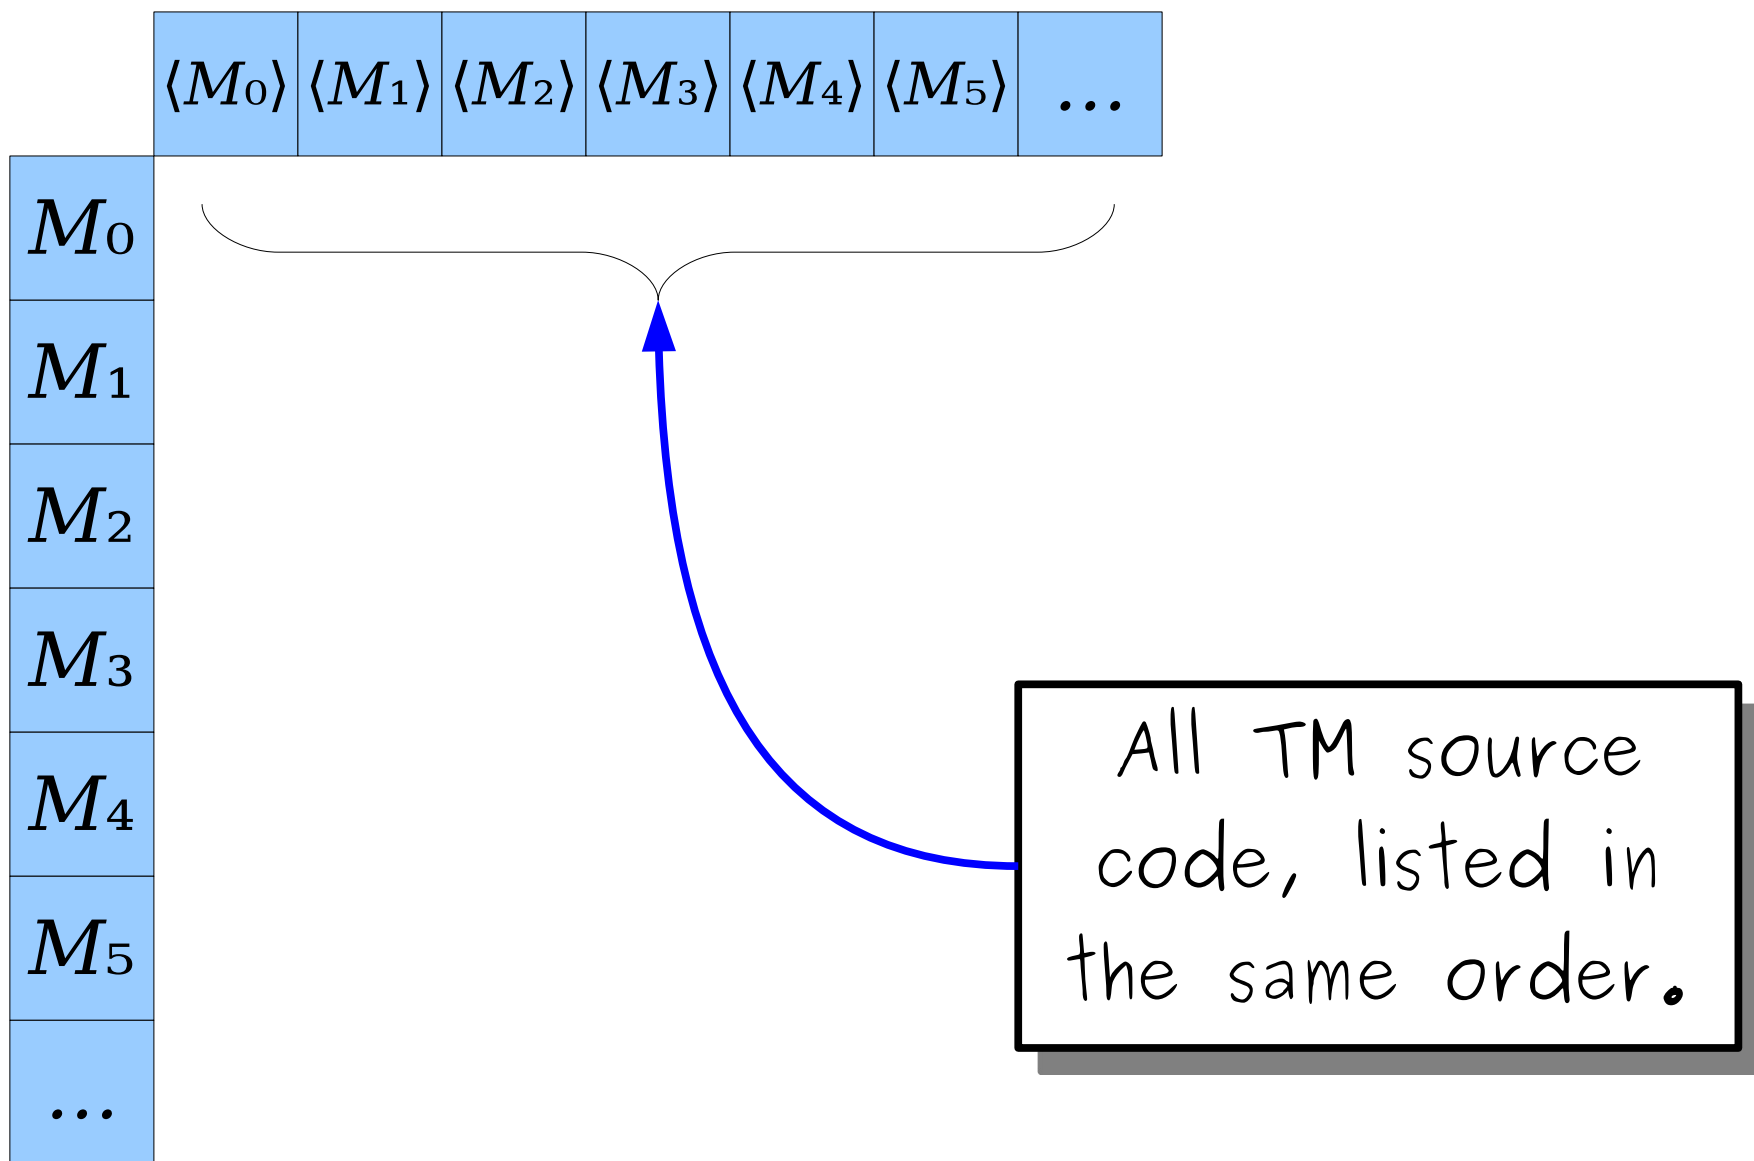 ⟨M₀⟩ ⟨M₁⟩ ⟨M₂⟩ ⟨M₃⟩ ⟨M₄⟩ ⟨M₅⟩ ...
M₀
M₁
M₂
M₃
M₄
M₅
...
All TM source
code, listed in
the same order.